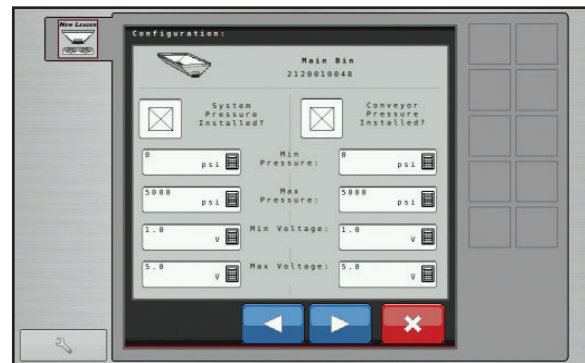 New Leader
Configuration:
Main Bin
2120010048
System Pressure Installed?
Conveyor Pressure Installed?
0 psi Min Pressure: 0 psi
5000 psi Max Pressure: 5000 psi
1.0 V Min Voltage: 1.0 V
5.0 V Max Voltage: 5.0 V